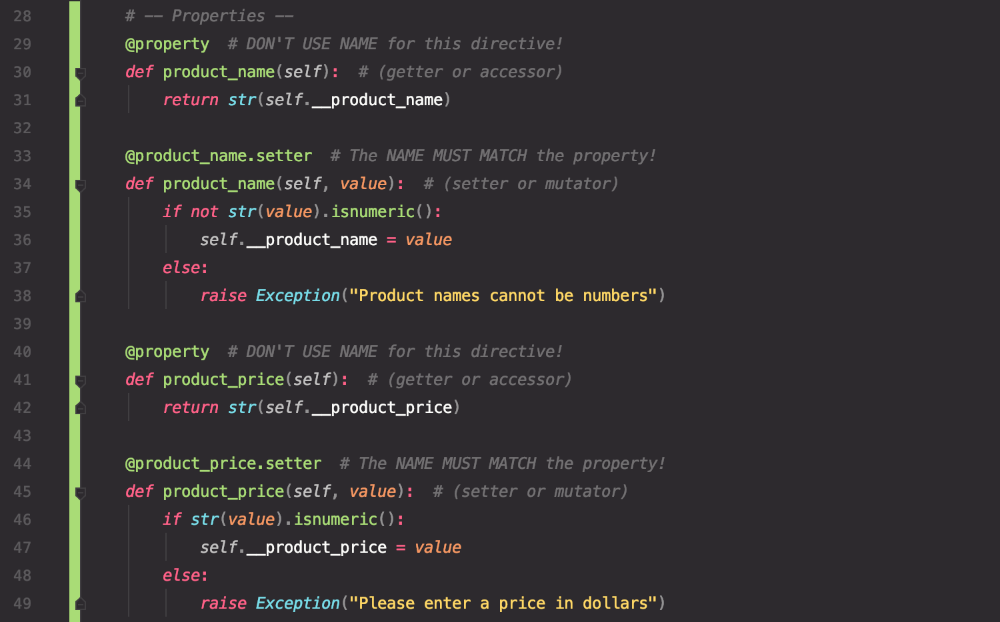 28 # -- Properties --
29 @property # DON'T USE NAME for this directive!
30 def product_name(self): # (getter or accessor)
31 return str(self.__product_name)
32
33 @product_name.setter # The NAME MUST MATCH the property!
34 def product_name(self, value): # (setter or mutator)
35 if not str(value).isnumeric():
36 self.__product_name = value
37 else:
38 raise Exception("Product names cannot be numbers")
39
40 @property # DON'T USE NAME for this directive!
41 def product_price(self): # (getter or accessor)
42 return str(self.__product_price)
43
44 @product_price.setter # The NAME MUST MATCH the property!
45 def product_price(self, value): # (setter or mutator)
46 if str(value).isnumeric():
47 self.__product_price = value
48 else:
49 raise Exception("Please enter a price in dollars")